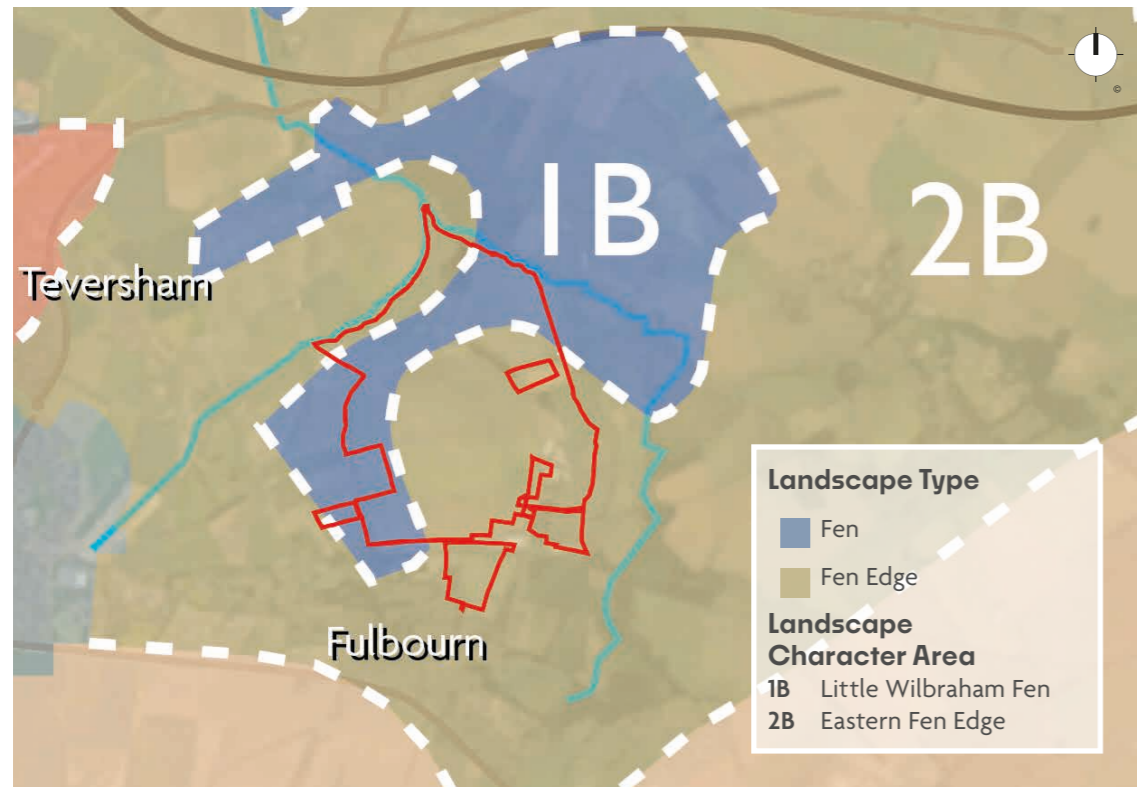 ©
1B
2B
Teversham
Fulbourn
Landscape Type
Fen
Fen Edge
Landscape
Character Area
1B Little Wilbraham Fen
2B Eastern Fen Edge